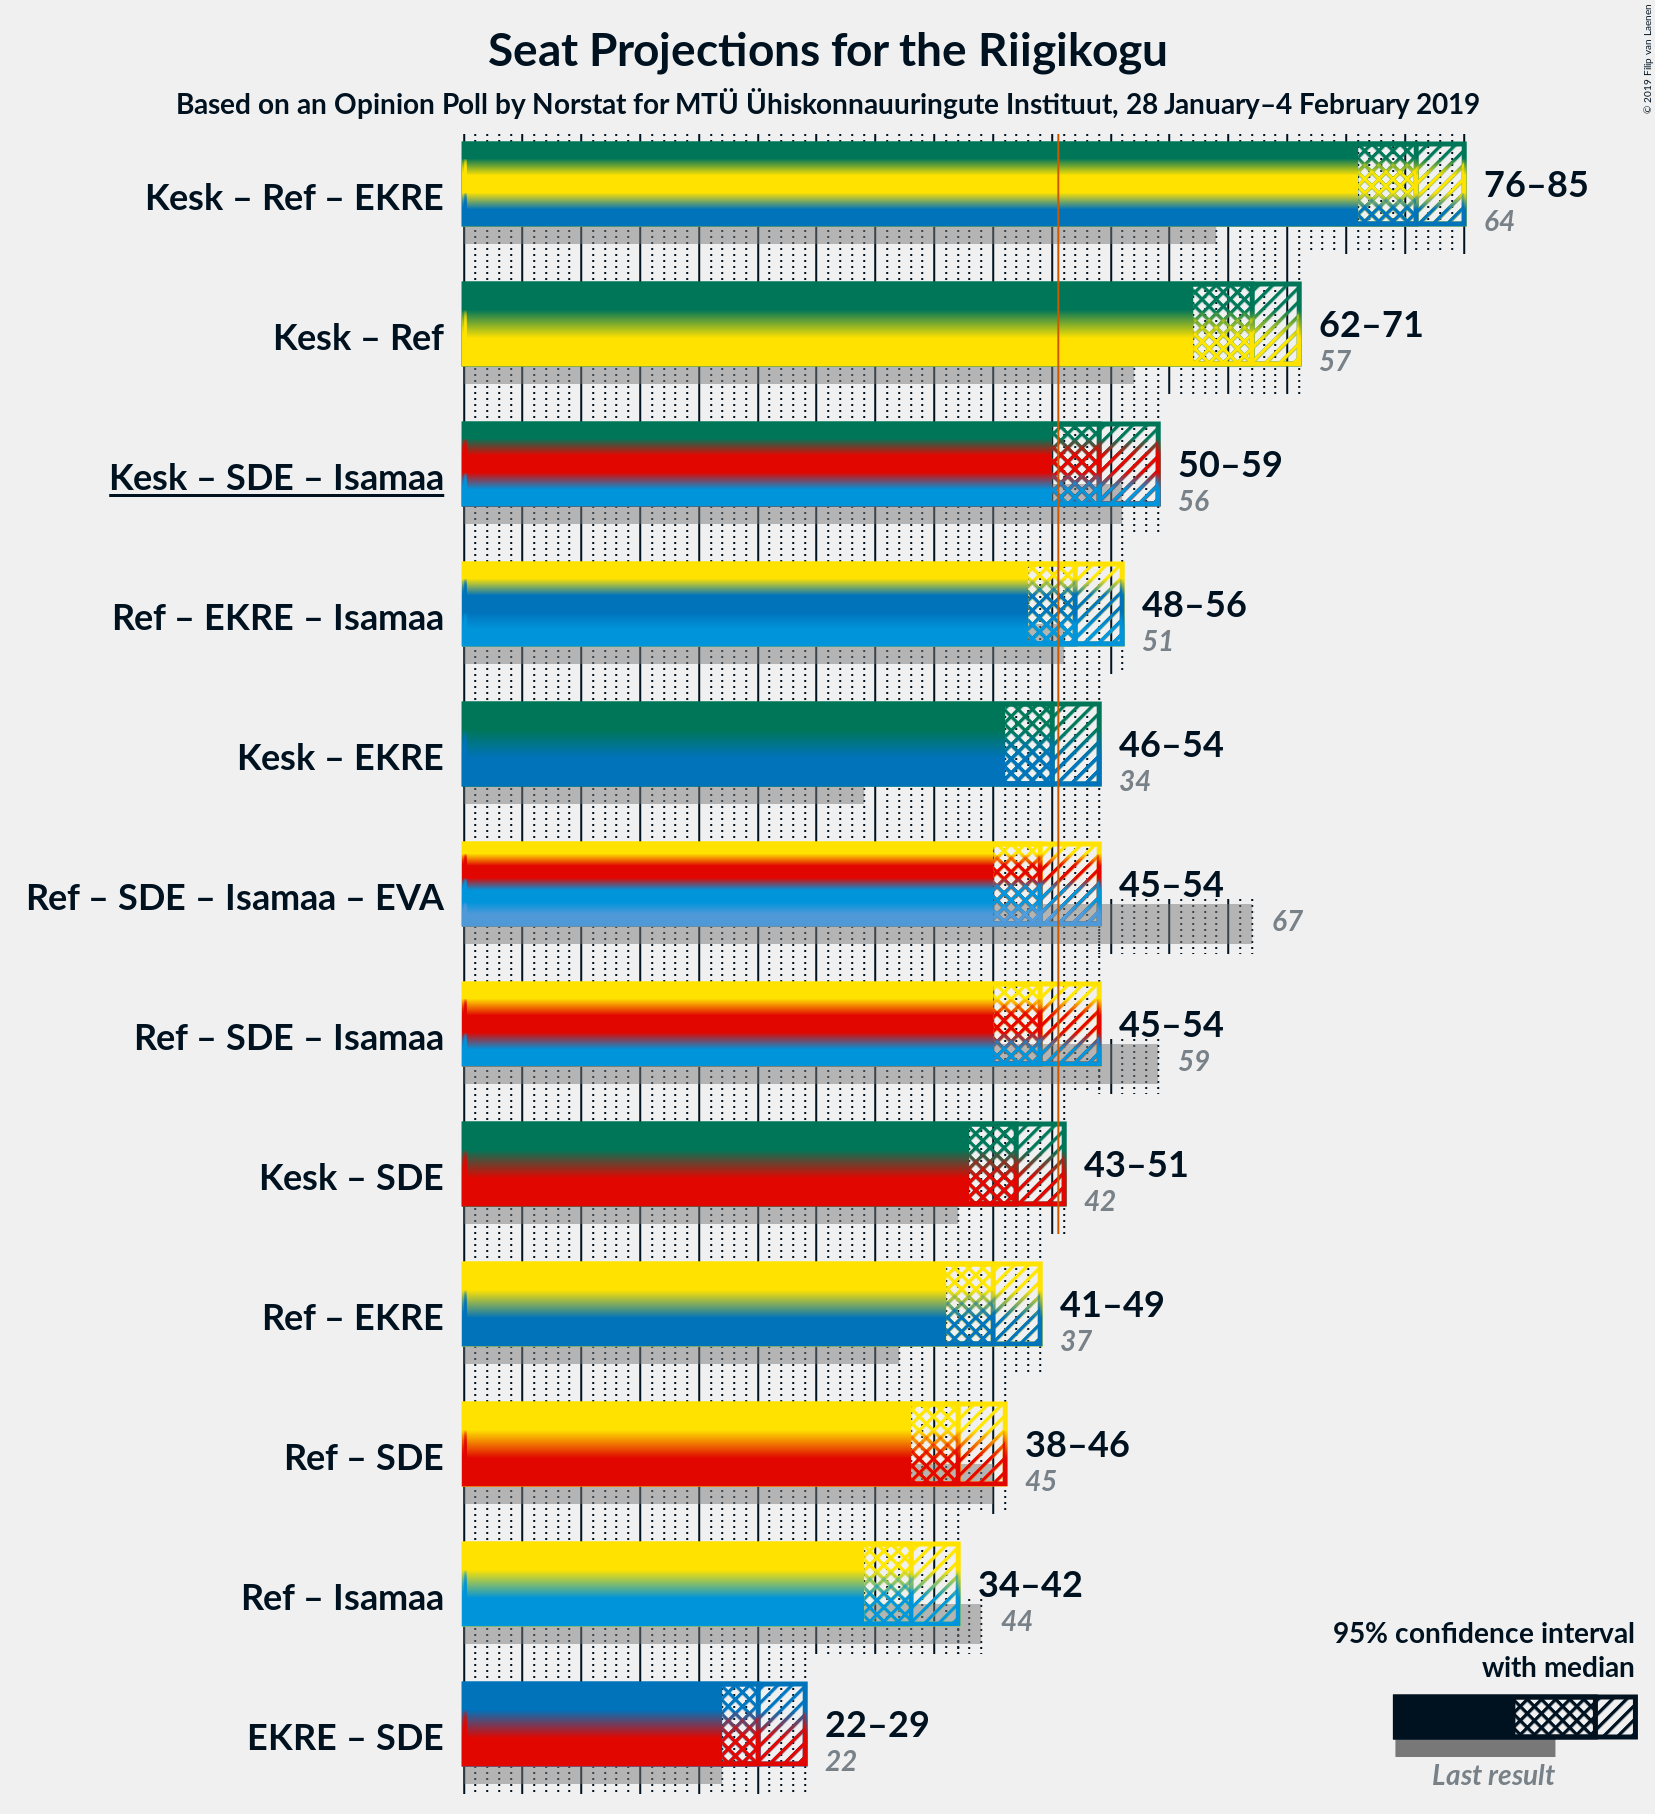 Seat Projections for the Riigikogu
Based on an Opinion Poll by Norstat for MTÜ Ühiskonnauuringute Instituut, 28 January–4 February 2019
© 2019 Filip van Laenen
Kesk – Ref – EKRE
76–85
64
Kesk – Ref
62–71
57
Kesk – SDE – Isamaa
50–59
56
Ref – EKRE – Isamaa
48–56
51
Kesk – EKRE
46–54
34
Ref – SDE – Isamaa – EVA
45–54
67
Ref – SDE – Isamaa
45–54
59
Kesk – SDE
43–51
42
Ref – EKRE
41–49
37
Ref – SDE
38–46
45
Ref – Isamaa
34–42
44
EKRE – SDE
22–29
22
95% confidence interval
with median
Last result